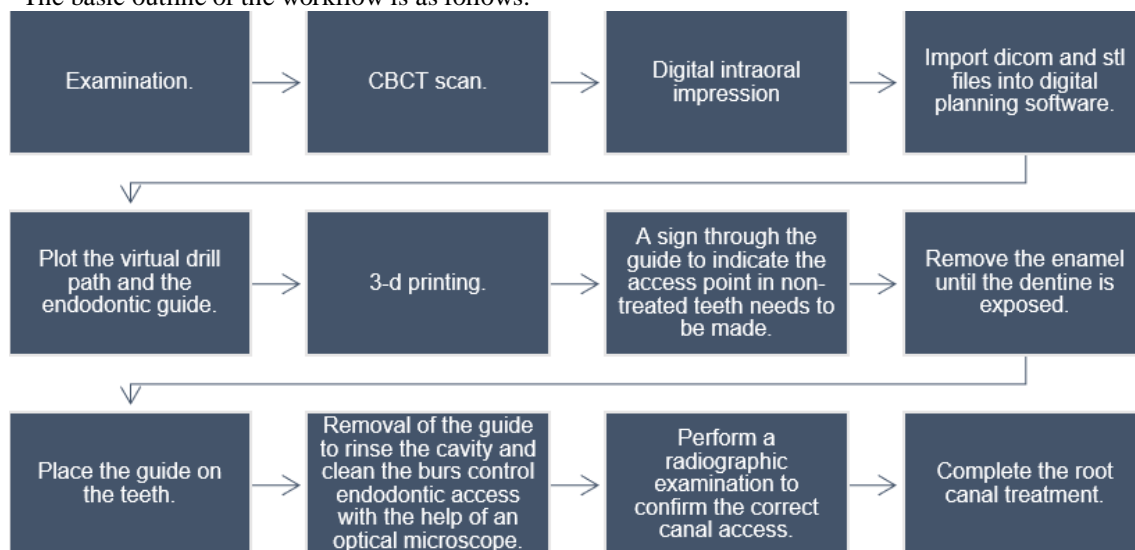 The basic outline of the workflow is as follows:
Examination.
CBCT scan.
Digital intraoral
impression
Import dicom and stl
files into digital
planning software.
Plot the virtual drill
path and the
endodontic guide.
3-d printing.
A sign through the
guide to indicate the
access point in non-
treated teeth needs to
be made.
Remove the enamel
until the dentine is
exposed.
Place the guide on
the teeth.
Removal of the guide
to rinse the cavity and
clean the burs control
endodontic access
with the help of an
optical microscope.
Perform a
radiographic
examination to
confirm the correct
canal access.
Complete the root
canal treatment.